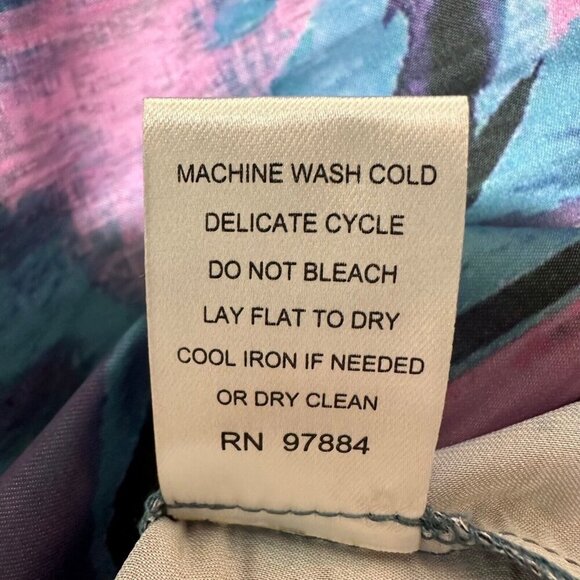 MACHINE WASH COLD
DELICATE CYCLE
DO NOT BLEACH
LAY FLAT TO DRY
COOL IRON IF NEEDED
OR DRY CLEAN
RN 97884